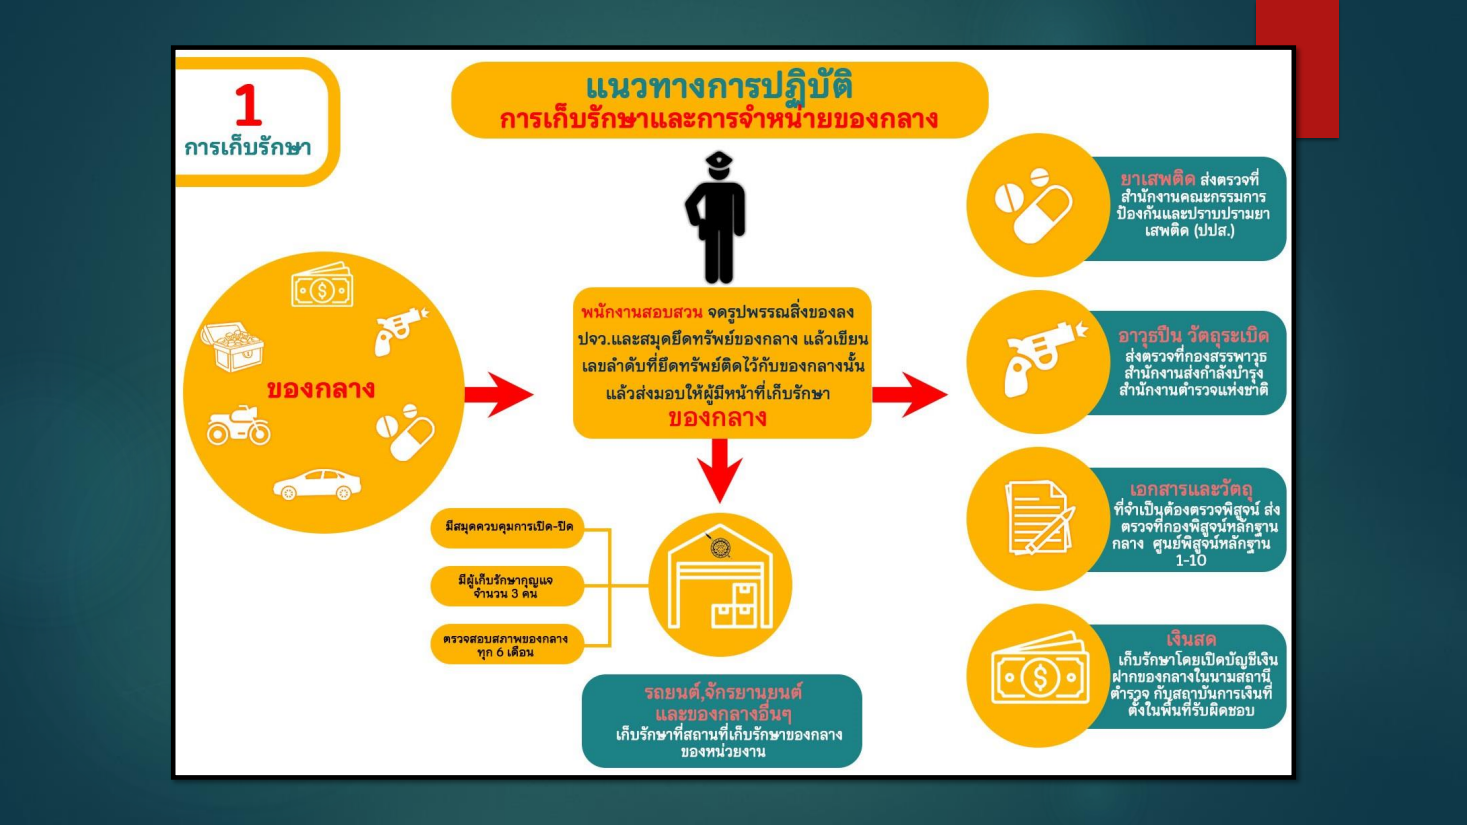 1
การเก็บรักษา
แนวทางการปฏิบัติ
การเก็บรักษาและการจำหน่ายของกลาง
ของกลาง
พนักงานสอบสวน จดรูปพรรณสิ่งของลง
ปจว.และสมุดยึดทรัพย์ของกลาง แล้วเขียน
เลขลำดับที่ยึดทรัพย์ติดไว้กับของกลางนั้น
แล้วส่งมอบให้ผู้มีหน้าที่เก็บรักษา
ของกลาง
มีสมุดควบคุมการเปิด-ปิด
มีผู้เก็บรักษากุญแจ
จำนวน 3 คน
ตรวจสอบสภาพของกลาง
ทุก 6 เดือน
รถยนต์,จักรยานยนต์
และของกลางอื่นๆ
เก็บรักษาที่สถานที่เก็บรักษาของกลาง
ของหน่วยงาน
ยาเสพติด ส่งตรวจที่
สำนักงานคณะกรรมการ
ป้องกันและปราบปรามยา
เสพติด (ปปส.)
อาวุธปืน วัตถุระเบิด
ส่งตรวจที่กองสรรพาวุธ
สำนักงานส่งกำลังบำรุง
สำนักงานตำรวจแห่งชาติ
เอกสารและวัตถุ
ที่จำเป็นต้องตรวจพิสูจน์ ส่ง
ตรวจที่กองพิสูจน์หลักฐาน
กลาง ศูนย์พิสูจน์หลักฐาน
1-10
เงินสด
เก็บรักษาโดยเปิดบัญชีเงิน
ฝากของกลางในนามสถานี
ตำรวจ กับสถาบันการเงินที่
ตั้งในพื้นที่รับผิดชอบ